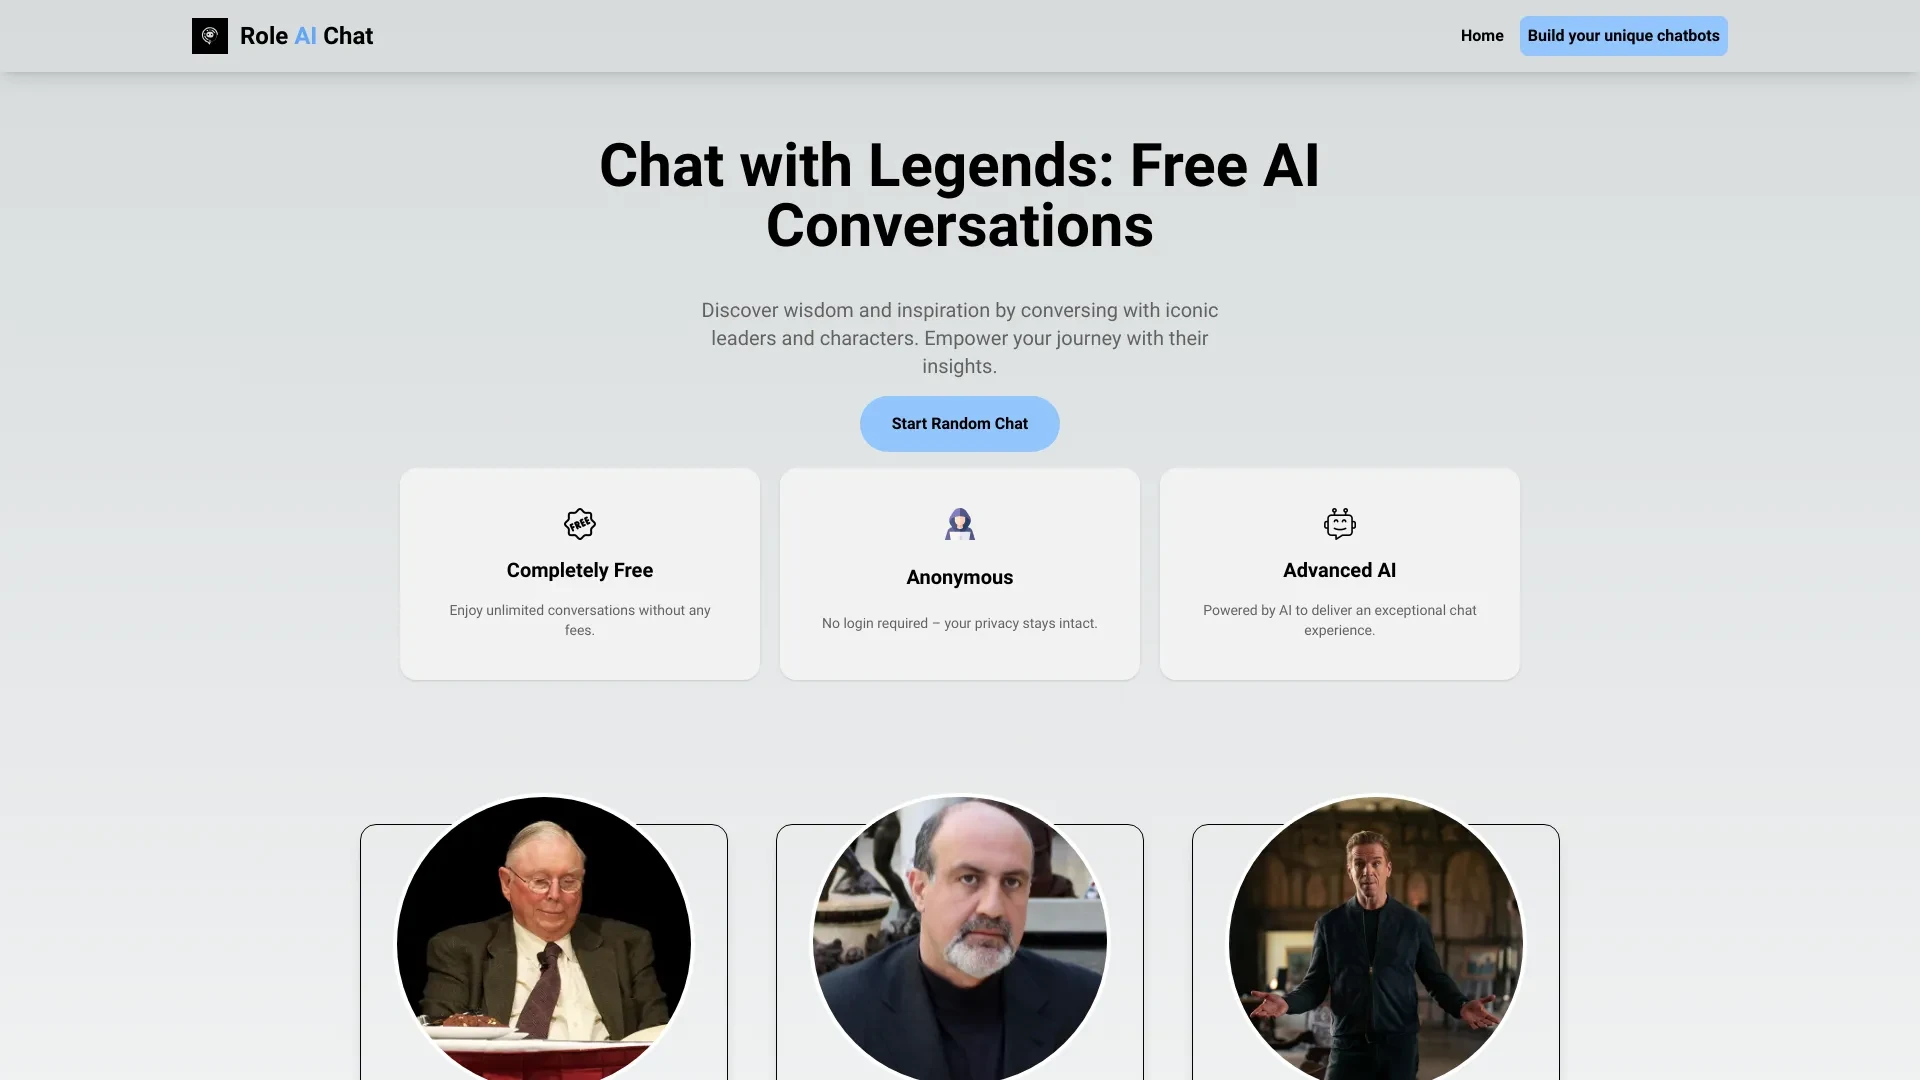 Role AI Chat
Home
Build your unique chatbots
Chat with Legends: Free AI
Conversations
Discover wisdom and inspiration by conversing with iconic
leaders and characters. Empower your journey with their
insights.
Start Random Chat
FREE
Completely Free
Enjoy unlimited conversations without any
fees.
Anonymous
No login required – your privacy stays intact.
Advanced AI
Powered by AI to deliver an exceptional chat
experience.